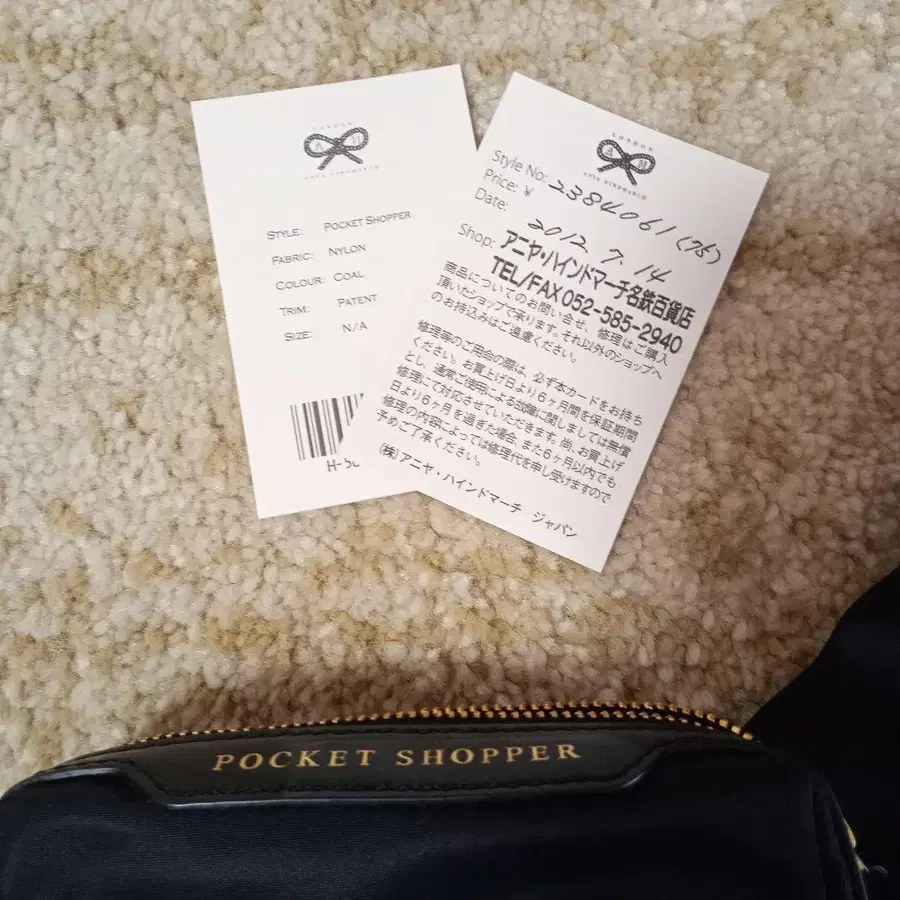 LONDON
A H
ANYA HINDMARCH
STYLE: POCKET SHOPPER
FABRIC: NYLON
COLOUR: COAL
TRIM: PATENT
SIZE: N/A
LONDON
A H
ANYA HINDMARCH
Style No: 2384061
Price: ¥
Date: 2012. 7. 14
Shop: アニヤ・ハインドマーチ名鉄百貨店
TEL/FAX 052-585-2940
商品についてのお問い合せ、修理はご購入
頂いたショップで承ります。それ以外のショップへ
のお持込みはご遠慮ください。
修理等のご用命の際は、必ず本カードをお持ち
ください。お買上げ日より6ヶ月間を保証期間
とし、通常ご使用による故障に関しましては無償
修理にて対応させていただきます。尚、お買上げ
日より6ヶ月を過ぎた場合、また6ヶ月以内でも
修理の内容によっては修理代を申し受けますので
予めご了承ください。
(株)アニヤ・ハインドマーチ ジャパン
POCKET SHOPPER